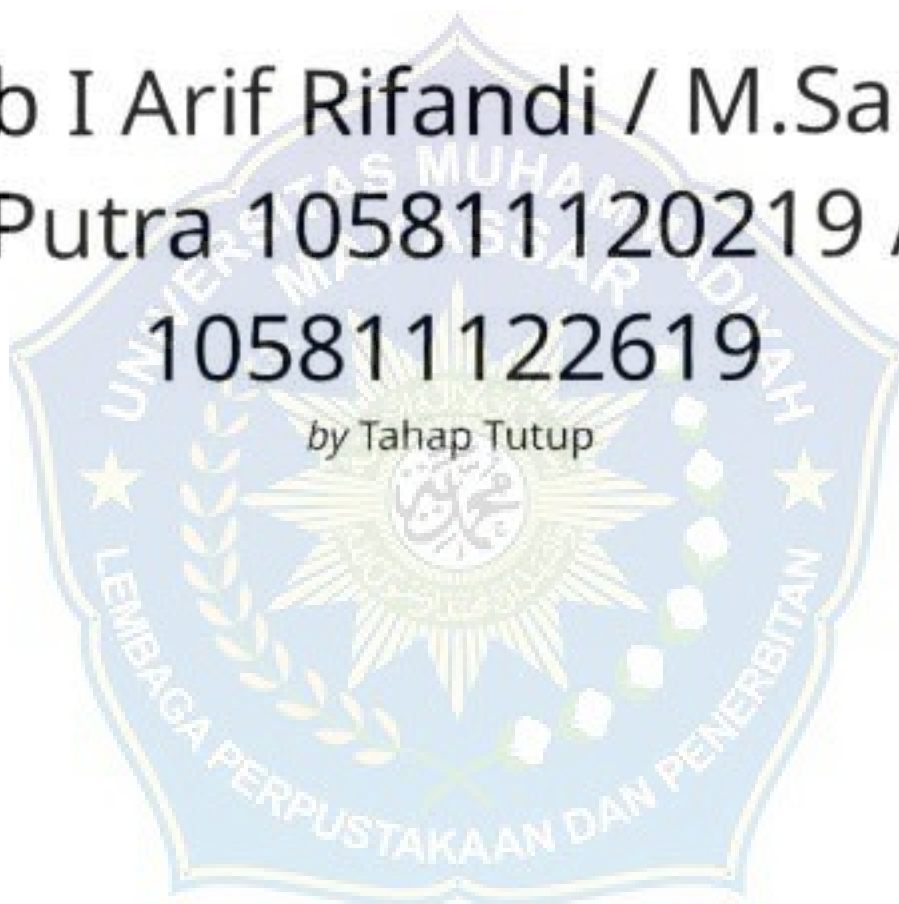 b I Arif Rifandi / M.Sa
Putra 105811120219 /
105811122619
by Tahap Tutup
UNIVERSITAS MUHAMMADIYAH
MAKASSAR
LEMBAGA PERPUSTAKAAN DAN PENERBITAN